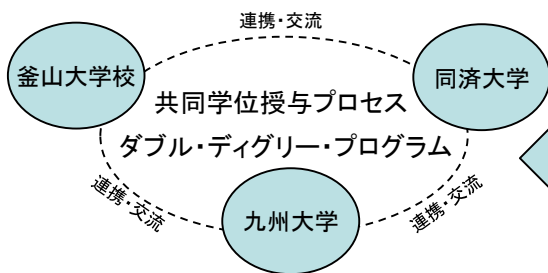 連携・交流
釜山大学校
同済大学
共同学位授与プロセス
ダブル・ディグリー・プログラム
連携・交流
九州大学
連携・交流